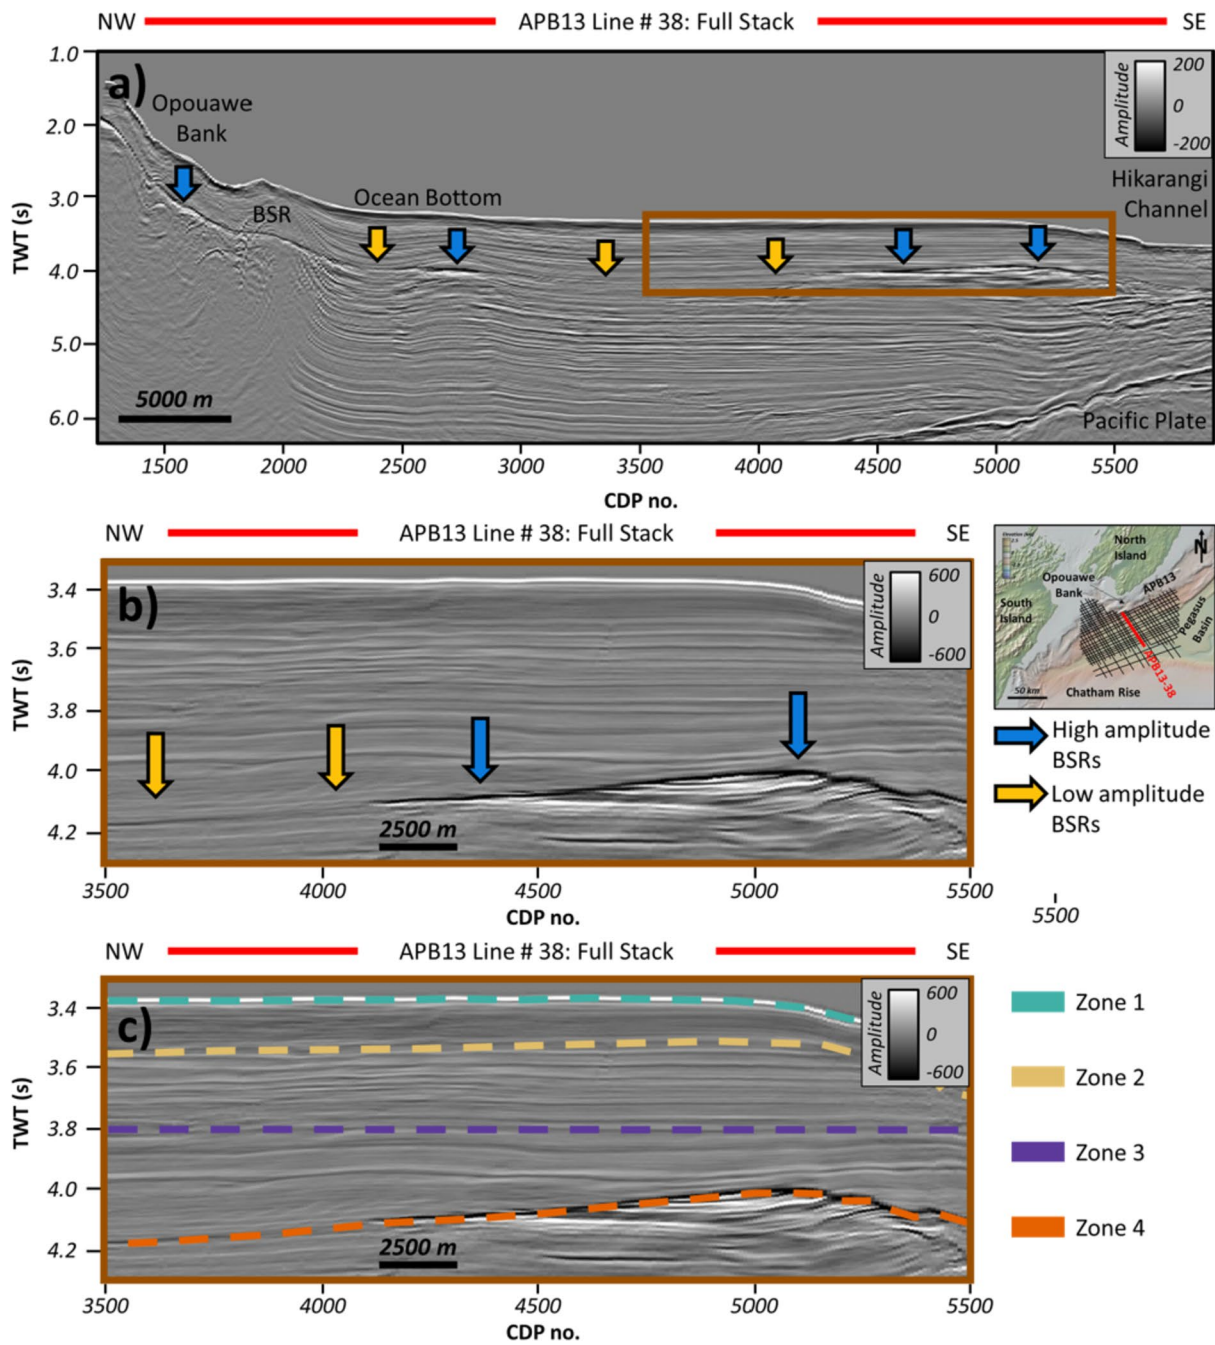 NW APB13 Line # 38: Full Stack SE
a)
Opouawe
Bank
BSR
Ocean Bottom
Amplitude
200
0
-200
Hikarangi
Channel
Pacific Plate
5000 m
TWT (s)
1.0
2.0
3.0
4.0
5.0
6.0
1500 2000 2500 3000 3500 4000 4500 5000 5500
CDP no.
NW APB13 Line # 38: Full Stack SE
b)
Amplitude
600
0
-600
TWT (s)
3.4
3.6
3.8
4.0
4.2
2500 m
3500 4000 4500 5000 5500
CDP no.
North
Island
N
Opouawe
Bank
APB13
South
Island
Pegasus
Basin
APB13-38
50 km
Chatham Rise
High amplitude
BSRs
Low amplitude
BSRs
5500
NW APB13 Line # 38: Full Stack SE
c)
Amplitude
600
0
-600
TWT (s)
3.4
3.6
3.8
4.0
4.2
2500 m
3500 4000 4500 5000 5500
CDP no.
Zone 1
Zone 2
Zone 3
Zone 4